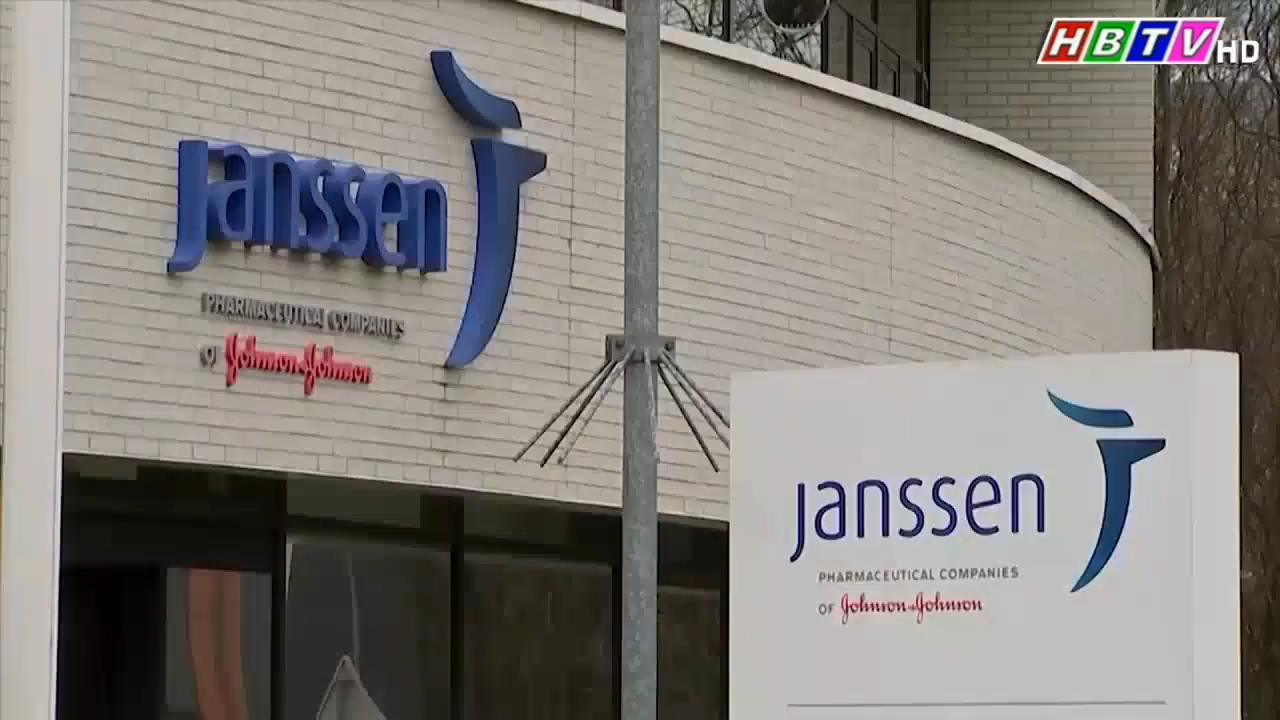 HBTV HD
Janssen
PHARMACEUTICAL COMPANIES
OF Johnson & Johnson
Janssen
PHARMACEUTICAL COMPANIES
OF Johnson & Johnson